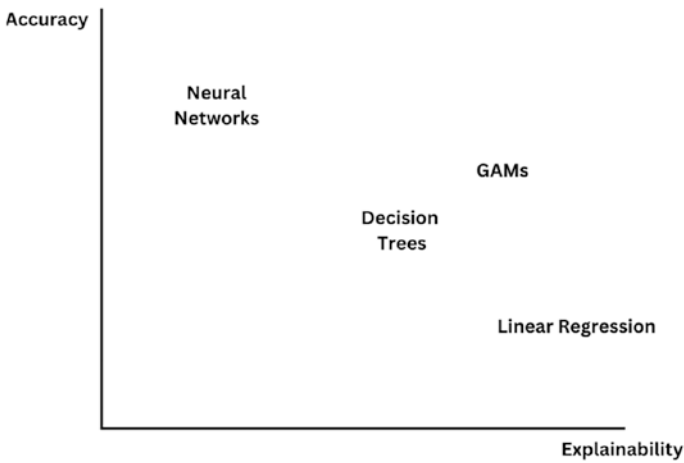 Accuracy
Neural
Networks
GAMs
Decision
Trees
Linear Regression
Explainability